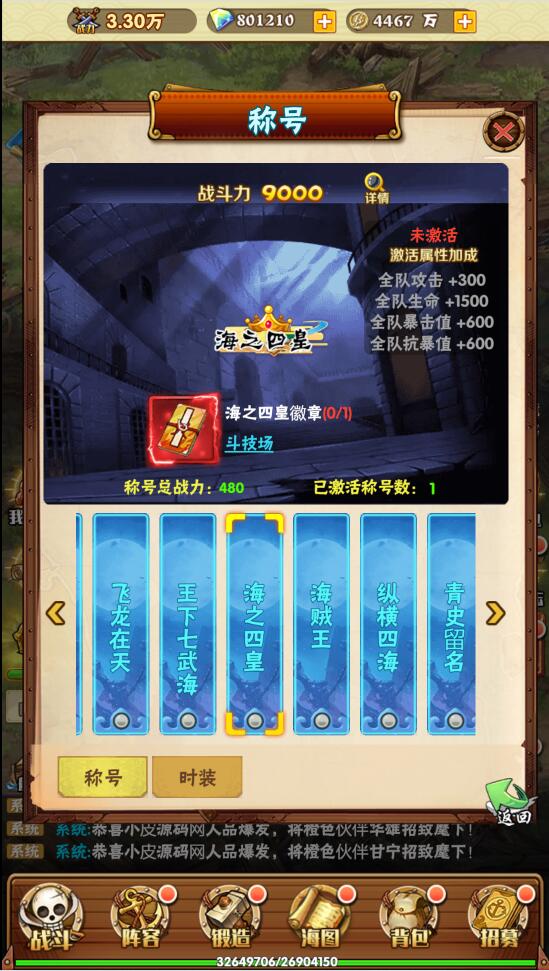 战力 3.30万 801210 4467 万
称号
战斗力 9000 详情
未激活
激活属性加成
全队攻击 +300
全队生命 +1500
全队暴击值 +600
全队抗暴值 +600
海之四皇
海之四皇徽章(0/1)
斗技场
称号总战力: 480 已激活称号数: 1
飞龙在天
王下七武海
海之四皇
海贼王
纵横四海
青史留名
称号 时装
返回
系统 系统:恭喜小皮源码网人品爆发,将橙色伙伴华雄招致麾下!
系统 系统:恭喜小皮源码网人品爆发,将橙色伙伴甘宁招致麾下!
战斗 阵容 锻造 海图 背包 招募
32649706/26904150